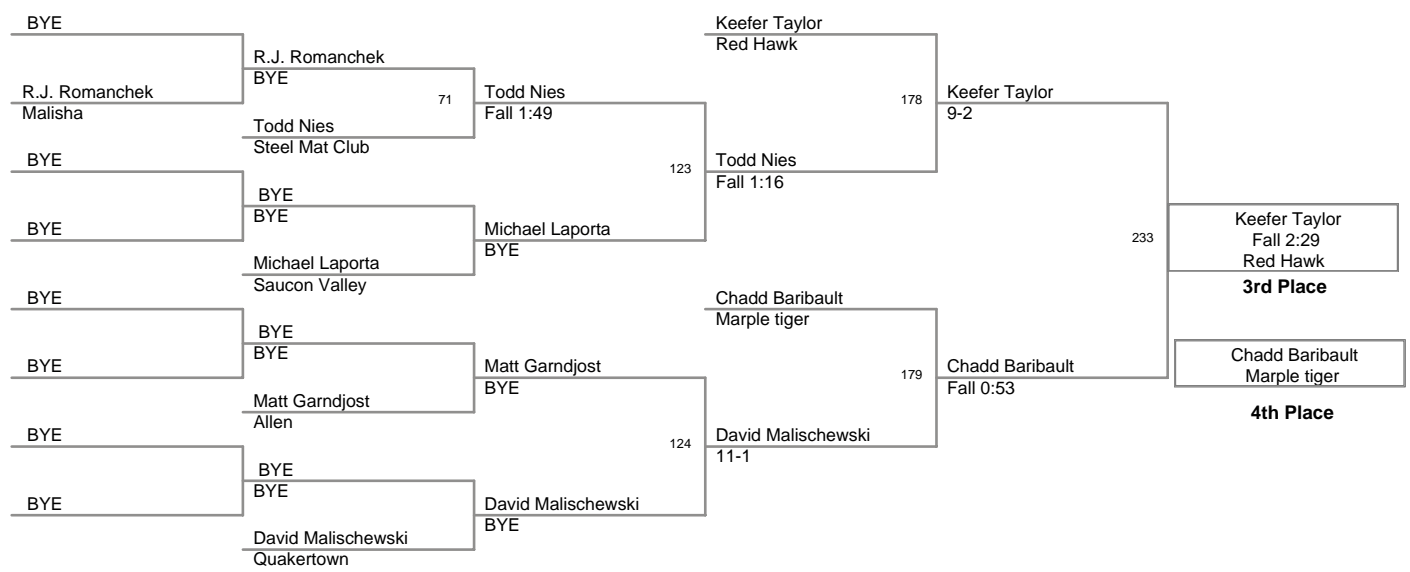 BYE
R.J. Romanchek
Malisha
BYE
BYE
BYE
BYE
BYE
BYE
R.J. Romanchek
BYE
71
Todd Nies
Steel Mat Club
BYE
BYE
Michael Laporta
Saucon Valley
BYE
BYE
Matt Garndjost
Allen
BYE
BYE
David Malischewski
Quakertown
Todd Nies
Fall 1:49
123
Michael Laporta
BYE
Matt Garndjost
BYE
124
David Malischewski
BYE
Keefer Taylor
Red Hawk
178
Todd Nies
Fall 1:16
Chadd Baribault
Marple tiger
179
David Malischewski
11-1
Keefer Taylor
9-2
233
Chadd Baribault
Fall 0:53
Keefer Taylor
Fall 2:29
Red Hawk
3rd Place
Chadd Baribault
Marple tiger
4th Place